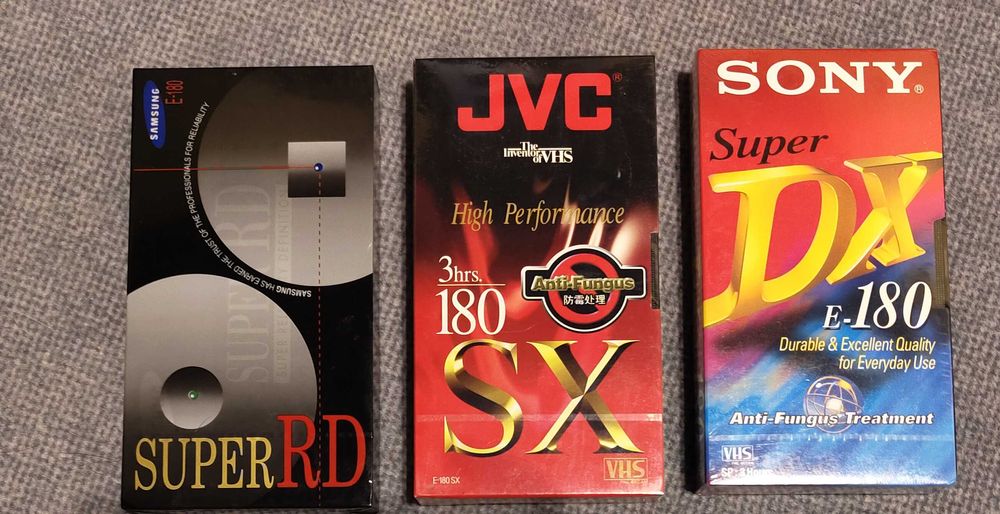 SAMSUNG
E-180
SAMSUNG HAS EARNED THE TRUST OF THE PROFESSIONALS FOR RELIABILITY
SUPER RD
SUPER RD
JVC®
The
Inventor
of VHS
High Performance
3hrs.
180
Anti-Fungus
防霉处理
SX
E-180SX
VHS
SONY®
Super
DX
E-180
Durable & Excellent Quality
for Everyday Use
Anti-Fungus Treatment
VHS